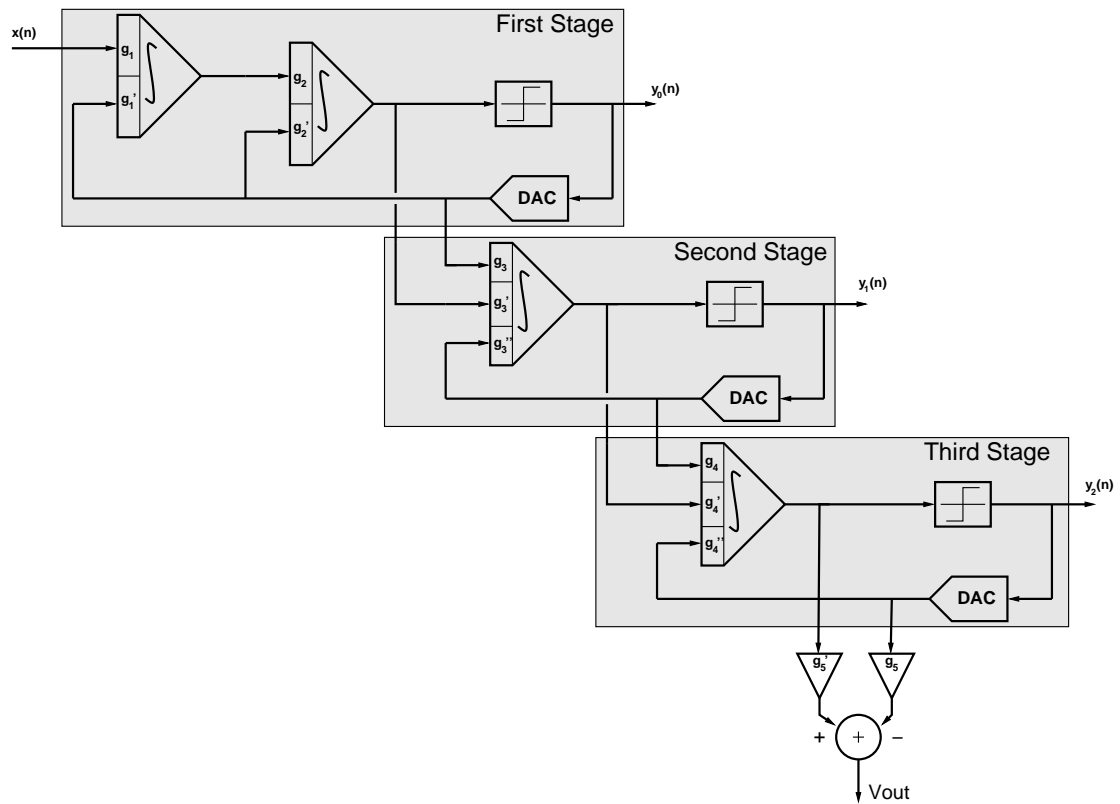 First Stage
x(n)
g1
g1'
g2
g2'
y0(n)
DAC
Second Stage
g3
g3'
g3''
y1(n)
DAC
Third Stage
g4
g4'
g4''
y2(n)
DAC
g5'
g5
+ + −
Vout